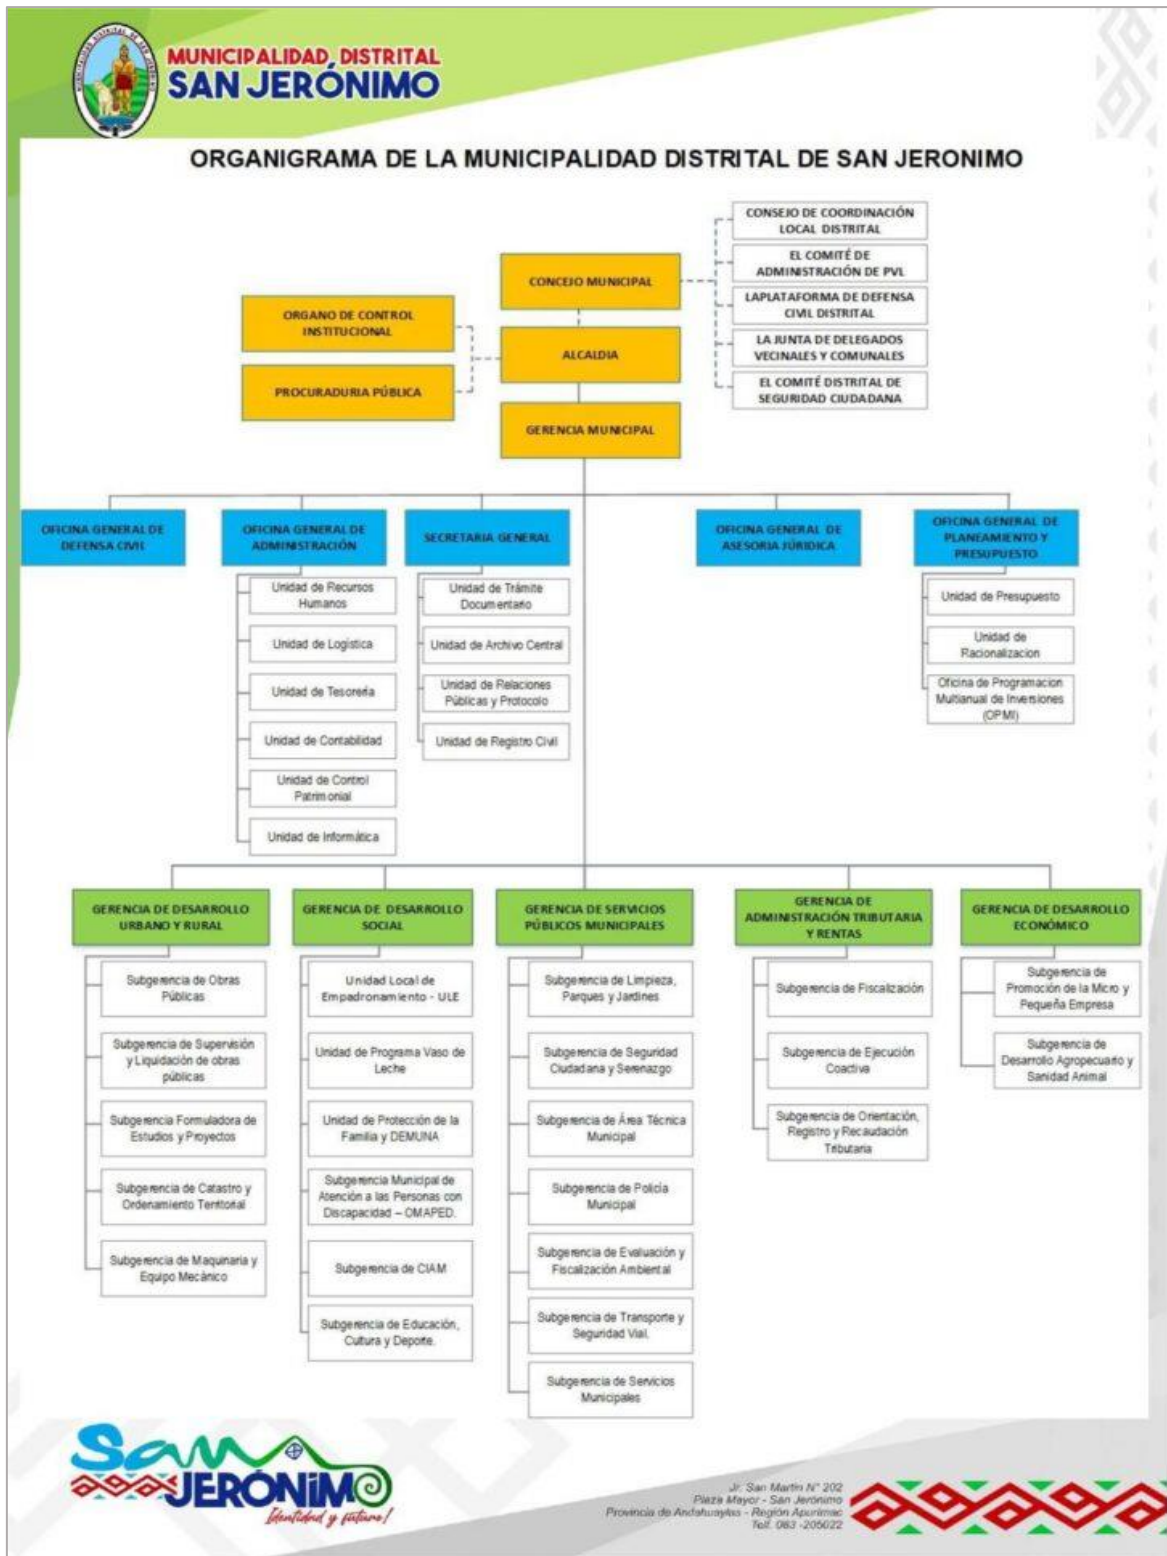 MUNICIPALIDAD DISTRITAL
SAN JERÓNIMO
ORGANIGRAMA DE LA MUNICIPALIDAD DISTRITAL DE SAN JERONIMO
CONSEJO DE COORDINACIÓN
LOCAL DISTRITAL
EL COMITÉ DE
ADMINISTRACIÓN DE PVL
LAPLATAFORMA DE DEFENSA
CIVIL DISTRITAL
LA JUNTA DE DELEGADOS
VECINALES Y COMUNALES
EL COMITÉ DISTRITAL DE
SEGURIDAD CIUDADANA
CONCEJO MUNICIPAL
ORGANO DE CONTROL
INSTITUCIONAL
ALCALDIA
PROCURADURIA PÚBLICA
GERENCIA MUNICIPAL
OFICINA GENERAL DE
DEFENSA CIVIL
OFICINA GENERAL DE
ADMINISTRACIÓN
SECRETARIA GENERAL
OFICINA GENERAL DE
ASESORIA JÚRIDICA
OFICINA GENERAL DE
PLANEAMIENTO Y
PRESUPUESTO
Unidad de Recursos
Humanos
Unidad de Logística
Unidad de Tesorería
Unidad de Contabilidad
Unidad de Control
Patrimonial
Unidad de Informática
Unidad de Trámite
Documentario
Unidad de Archivo Central
Unidad de Relaciones
Públicas y Protocolo
Unidad de Registro Civil
Unidad de Presupuesto
Unidad de
Racionalizacion
Oficina de Programacion
Multianual de Inversiones
(OPMI)
GERENCIA DE DESARROLLO
URBANO Y RURAL
GERENCIA DE DESARROLLO
SOCIAL
GERENCIA DE SERVICIOS
PÚBLICOS MUNICIPALES
GERENCIA DE
ADMINISTRACIÓN TRIBUTARIA
Y RENTAS
GERENCIA DE DESARROLLO
ECONÓMICO
Subgerencia de Obras
Públicas
Subgerencia de Supervisión
y Liquidación de obras
públicas
Subgerencia Formuladora de
Estudios y Proyectos
Subgerencia de Catastro y
Ordenamiento Territorial
Subgerencia de Maquinaria y
Equipo Mecánico
Unidad Local de
Empadronamiento - ULE
Unidad de Programa Vaso de
Leche
Unidad de Protección de la
Familia y DEMUNA
Subgerencia Municipal de
Atención a las Personas con
Discapacidad – OMAPED.
Subgerencia de CIAM
Subgerencia de Educación,
Cultura y Deporte.
Subgerencia de Limpieza,
Parques y Jardines
Subgerencia de Seguridad
Ciudadana y Serenazgo
Subgerencia de Área Técnica
Municipal
Subgerencia de Policía
Municipal
Subgerencia de Evaluación y
Fiscalización Ambiental
Subgerencia de Transporte y
Seguridad Vial.
Subgerencia de Servicios
Municipales
Subgerencia de Fiscalización
Subgerencia de Ejecución
Coactiva
Subgerencia de Orientación,
Registro y Recaudación
Tributaria
Subgerencia de
Promoción de la Micro y
Pequeña Empresa
Subgerencia de
Desarrollo Agropecuario y
Sanidad Animal
San
JERÓNIMO
Identidad y futuro!
Jr. San Martín N° 202
Plaza Mayor - San Jerónimo
Provincia de Andahuaylas - Región Apurímac
Telf. 083 -205022